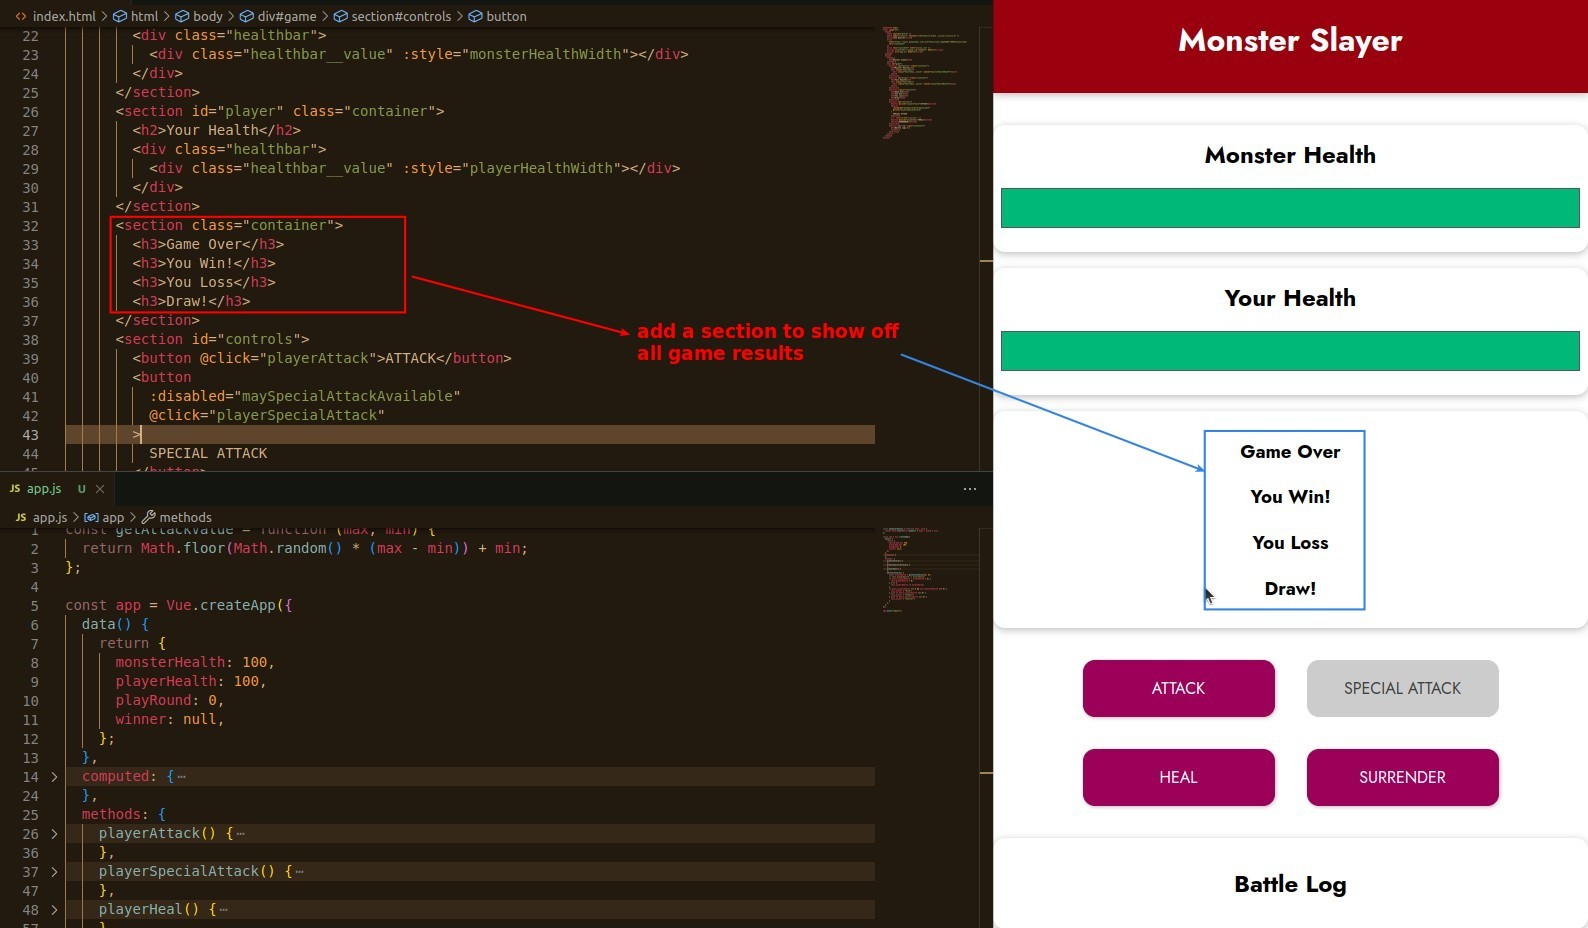 index.html > html > body > div#game > section#controls > button
22 <div class="healthbar">
23 <div class="healthbar__value" :style="monsterHealthWidth"></div>
24 </div>
25 </section>
26 <section id="player" class="container">
27 <h2>Your Health</h2>
28 <div class="healthbar">
29 <div class="healthbar__value" :style="playerHealthWidth"></div>
30 </div>
31 </section>
32 <section class="container">
33 <h3>Game Over</h3>
34 <h3>You Win!</h3>
35 <h3>You Loss</h3>
36 <h3>Draw!</h3>
37 </section>
38 <section id="controls">
39 <button @click="playerAttack">ATTACK</button>
40 <button
41 :disabled="maySpecialAttackAvailable"
42 @click="playerSpecialAttack"
43 >
44 SPECIAL ATTACK
45 </button>
add a section to show off
all game results
JS app.js U
JS app.js > app > methods
1 const getAttackValue = function (max, min) {
2 return Math.floor(Math.random() * (max - min)) + min;
3 };
4
5 const app = Vue.createApp({
6 data() {
7 return {
8 monsterHealth: 100,
9 playerHealth: 100,
10 playRound: 0,
11 winner: null,
12 };
13 },
14 computed: {
24 },
25 methods: {
26 playerAttack() {
36 },
37 playerSpecialAttack() {
47 },
48 playerHeal() {
57 }
Monster Slayer
Monster Health
Your Health
Game Over
You Win!
You Loss
Draw!
ATTACK
SPECIAL ATTACK
HEAL
SURRENDER
Battle Log